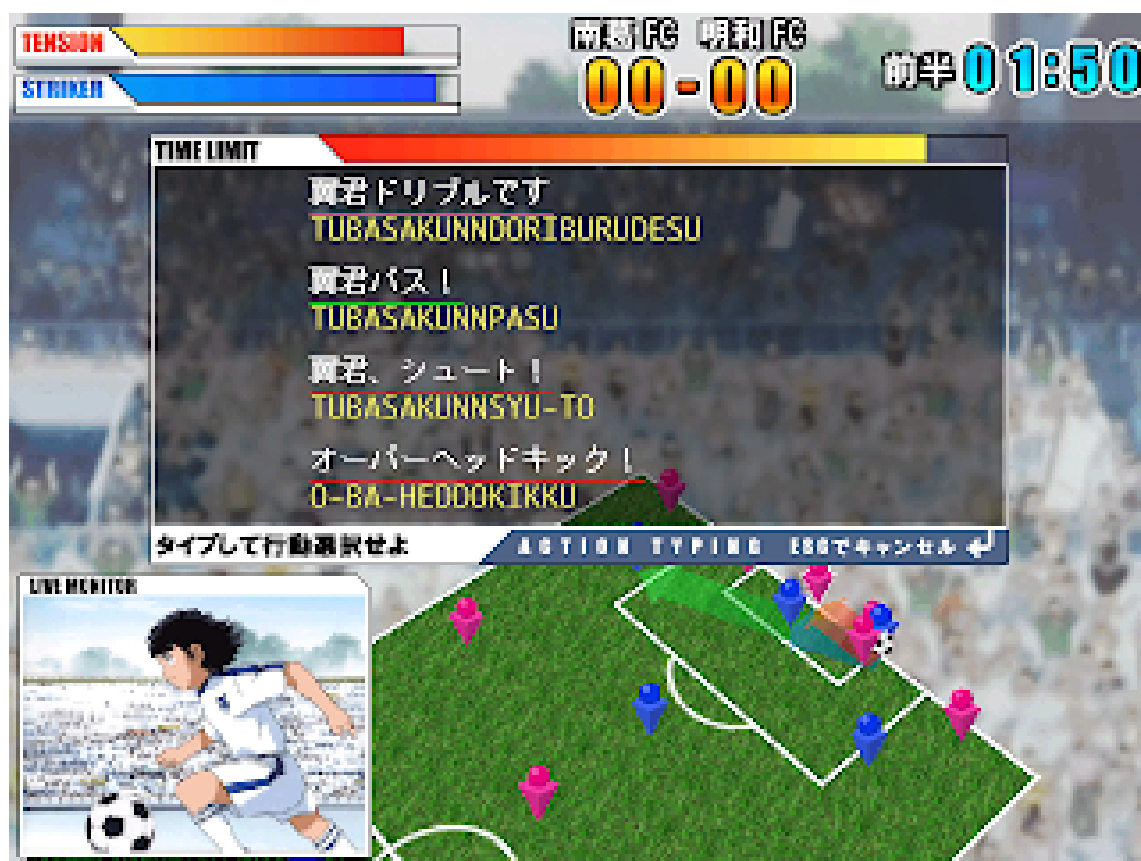 TENSION
STRIKER
南葛FC 明和FC
00-00
前半01:50
TIME LIMIT
翼君ドリブルです
TUBASAKUNNDORIBURUDESU
翼君パス!
TUBASAKUNNPASU
翼君、シュート!
TUBASAKUNNSYU-TO
オーバーヘッドキック!
O-BA-HEDDOKIKKU
タイプして行動選択せよ
ACTION TYPING ESCでキャンセル
LIVE MONITOR